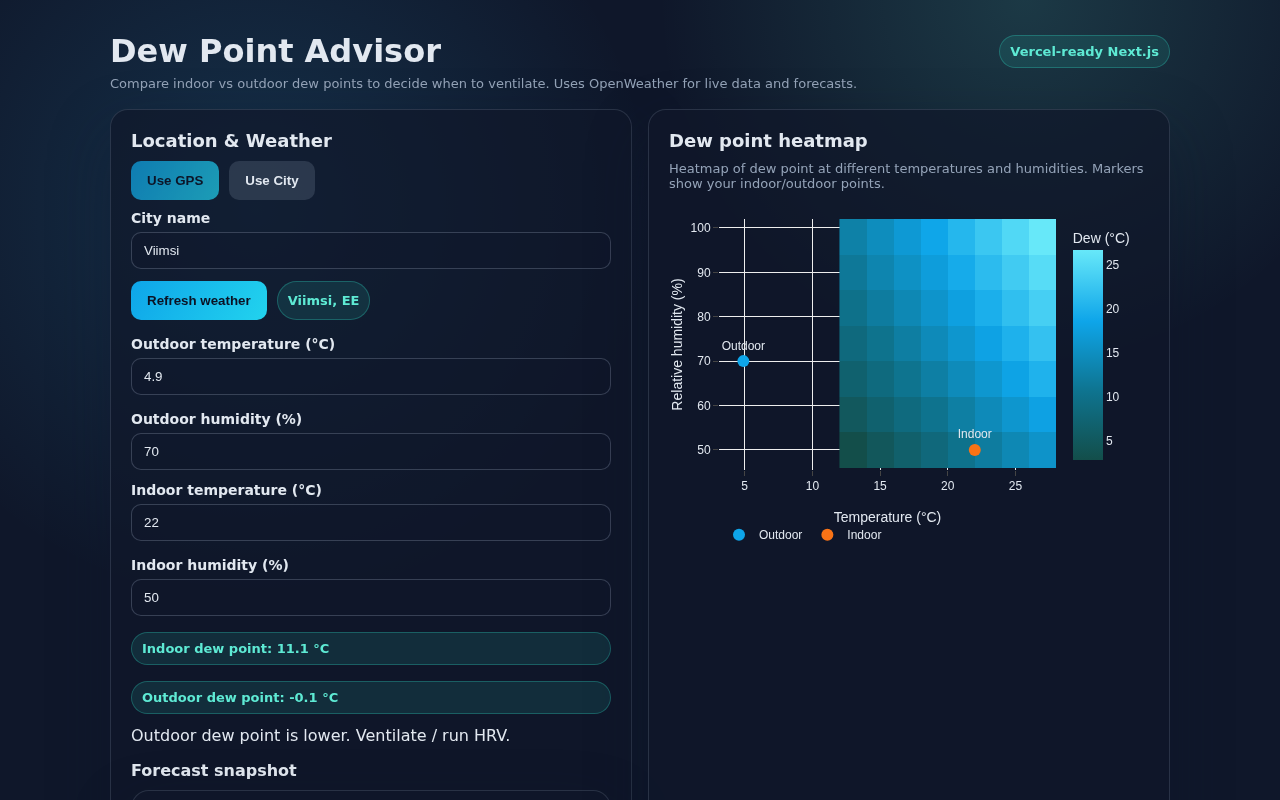 Dew Point Advisor
Vercel-ready Next.js
Compare indoor vs outdoor dew points to decide when to ventilate. Uses OpenWeather for live data and forecasts.
Location & Weather
Use GPS
Use City
City name
Viimsi
Refresh weather
Viimsi, EE
Outdoor temperature (°C)
4.9
Outdoor humidity (%)
70
Indoor temperature (°C)
22
Indoor humidity (%)
50
Indoor dew point: 11.1 °C
Outdoor dew point: -0.1 °C
Outdoor dew point is lower. Ventilate / run HRV.
Forecast snapshot
Dew point heatmap
Heatmap of dew point at different temperatures and humidities. Markers
show your indoor/outdoor points.
Relative humidity (%)
100
90
80
70
60
50
Outdoor
Indoor
5
10
15
20
25
Temperature (°C)
Outdoor
Indoor
Dew (°C)
25
20
15
10
5